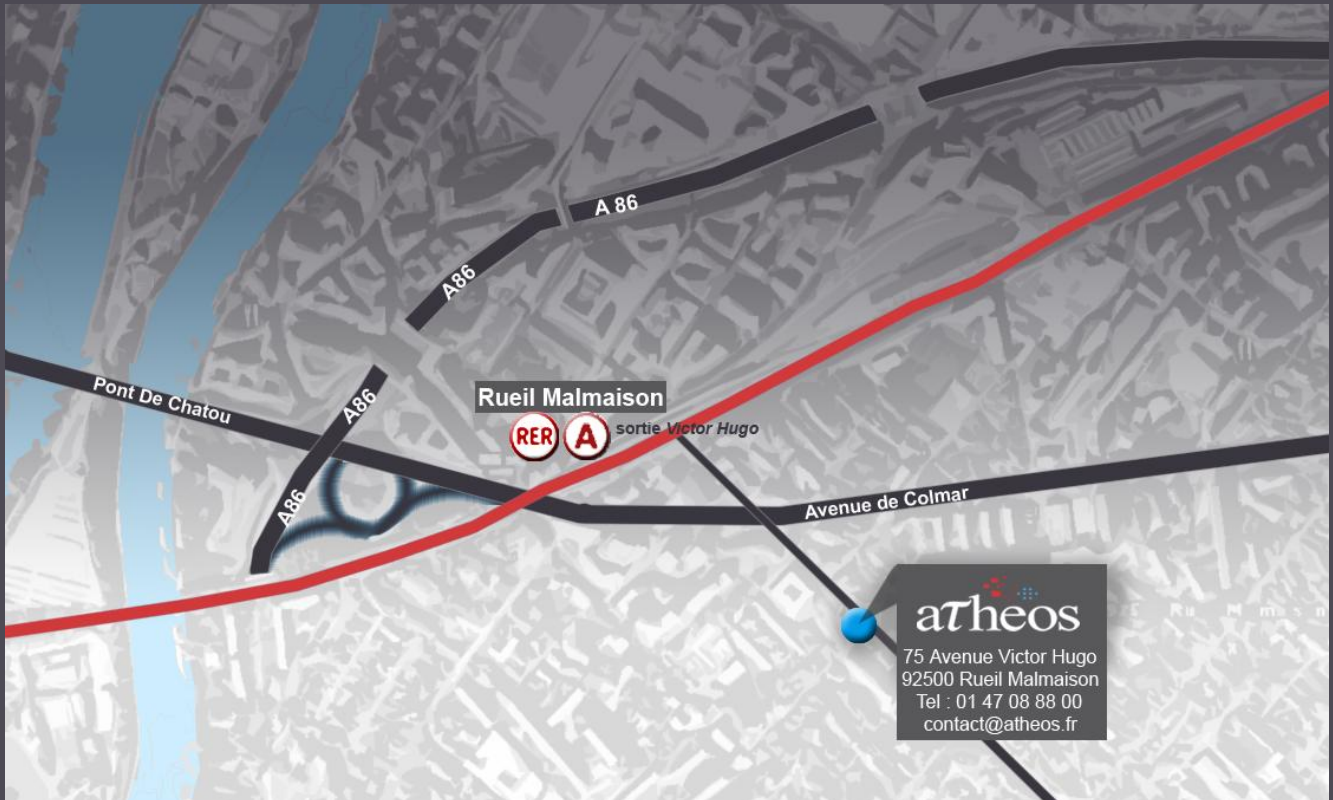 A 86
A86
Pont De Chatou
A86
Rueil Malmaison
RER A sortie Victor Hugo
A86
Avenue de Colmar
atheos
75 Avenue Victor Hugo
92500 Rueil Malmaison
Tel : 01 47 08 88 00
contact@atheos.fr